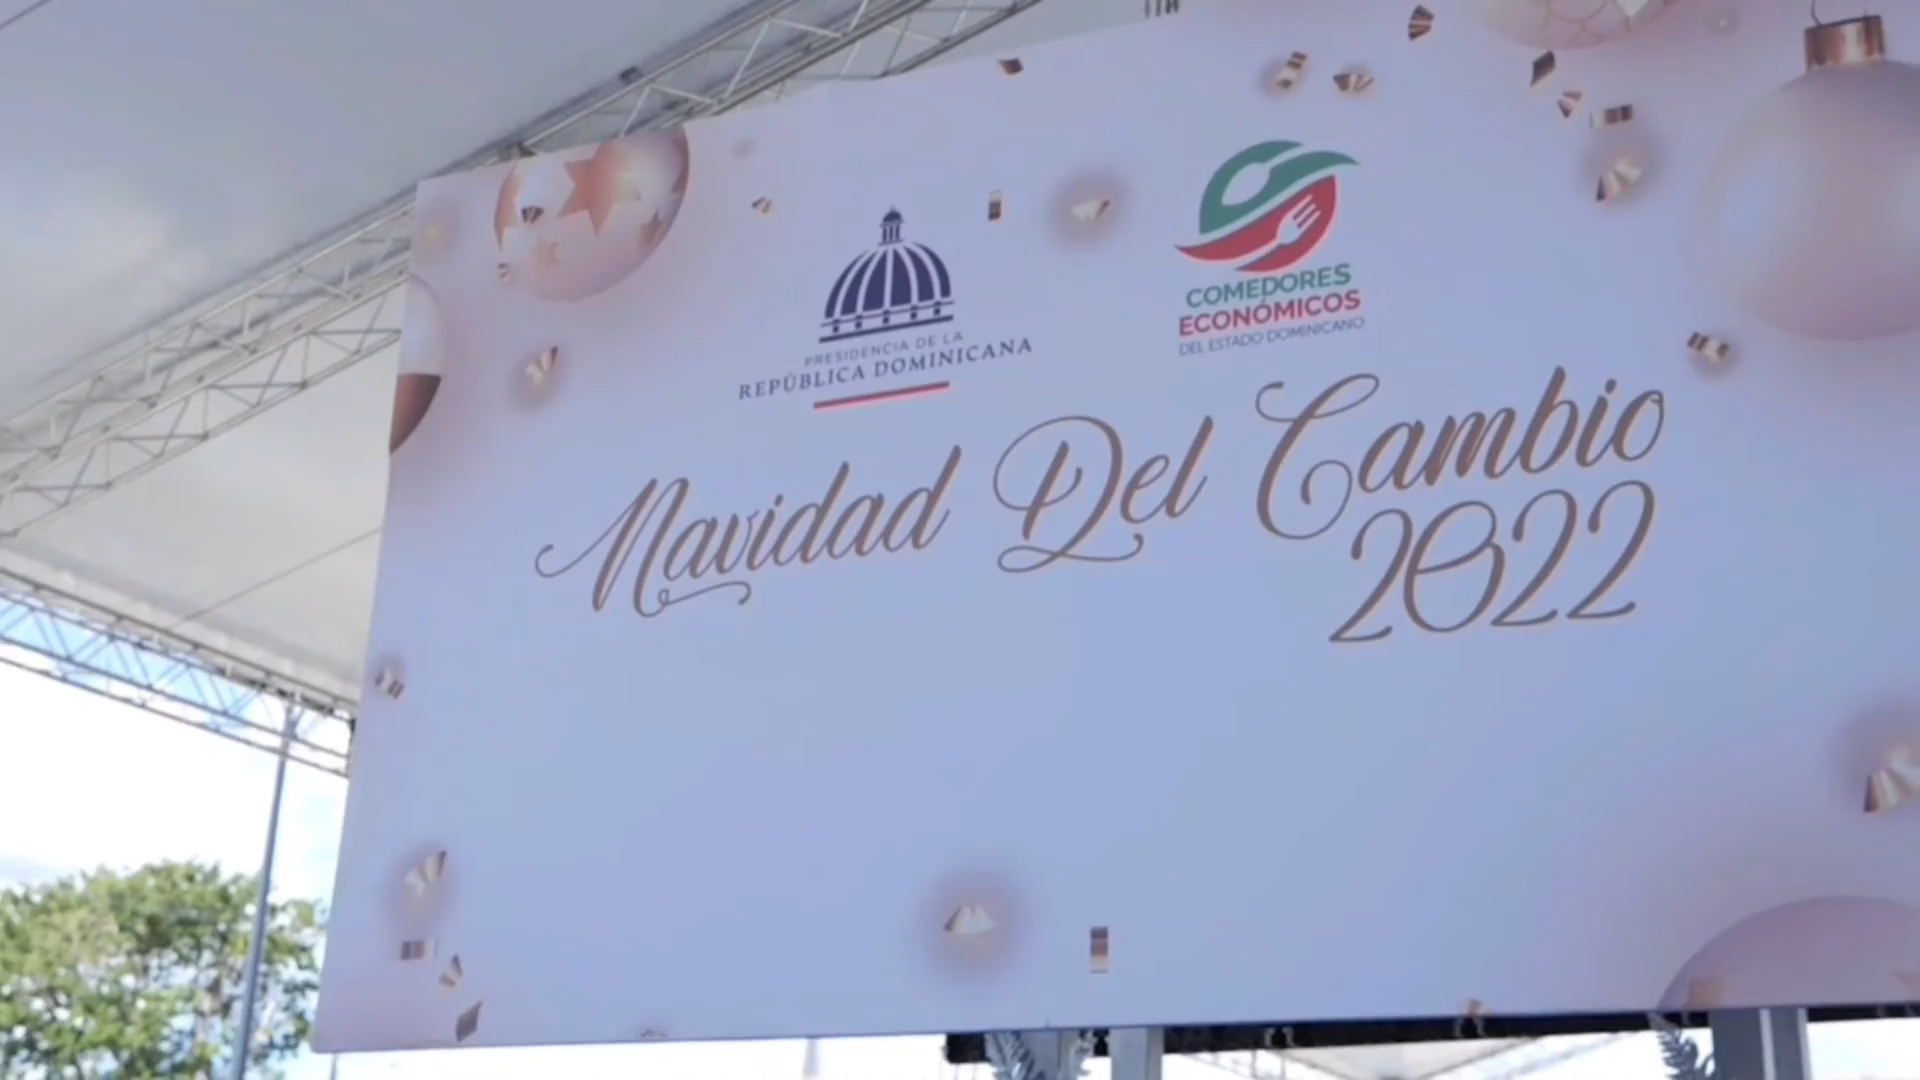 PRESIDENCIA DE LA
REPÚBLICA DOMINICANA
COMEDORES
ECONÓMICOS
DEL ESTADO DOMINICANO
Navidad Del Cambio
2022